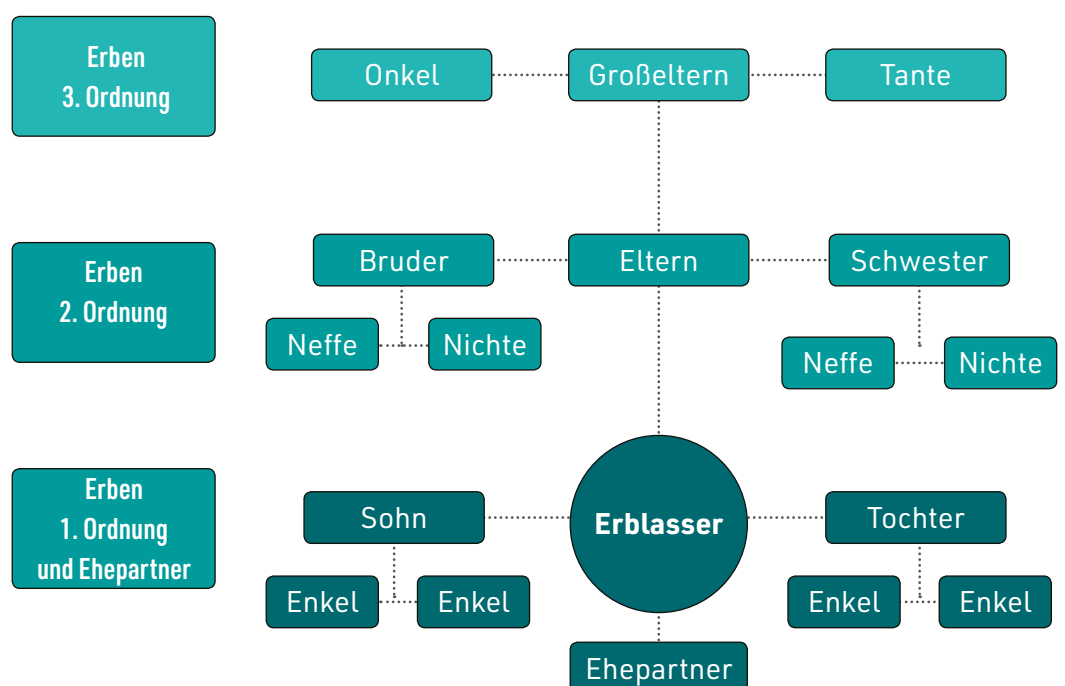 Erben
3. Ordnung
Onkel
Großeltern
Tante
Erben
2. Ordnung
Bruder
Eltern
Schwester
Neffe
Nichte
Neffe
Nichte
Erben
1. Ordnung
und Ehepartner
Sohn
Erblasser
Tochter
Enkel
Enkel
Enkel
Enkel
Ehepartner